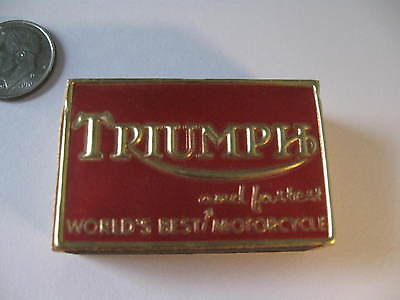 TRIUMPH
and fastest
WORLD'S BEST MOTORCYCLE